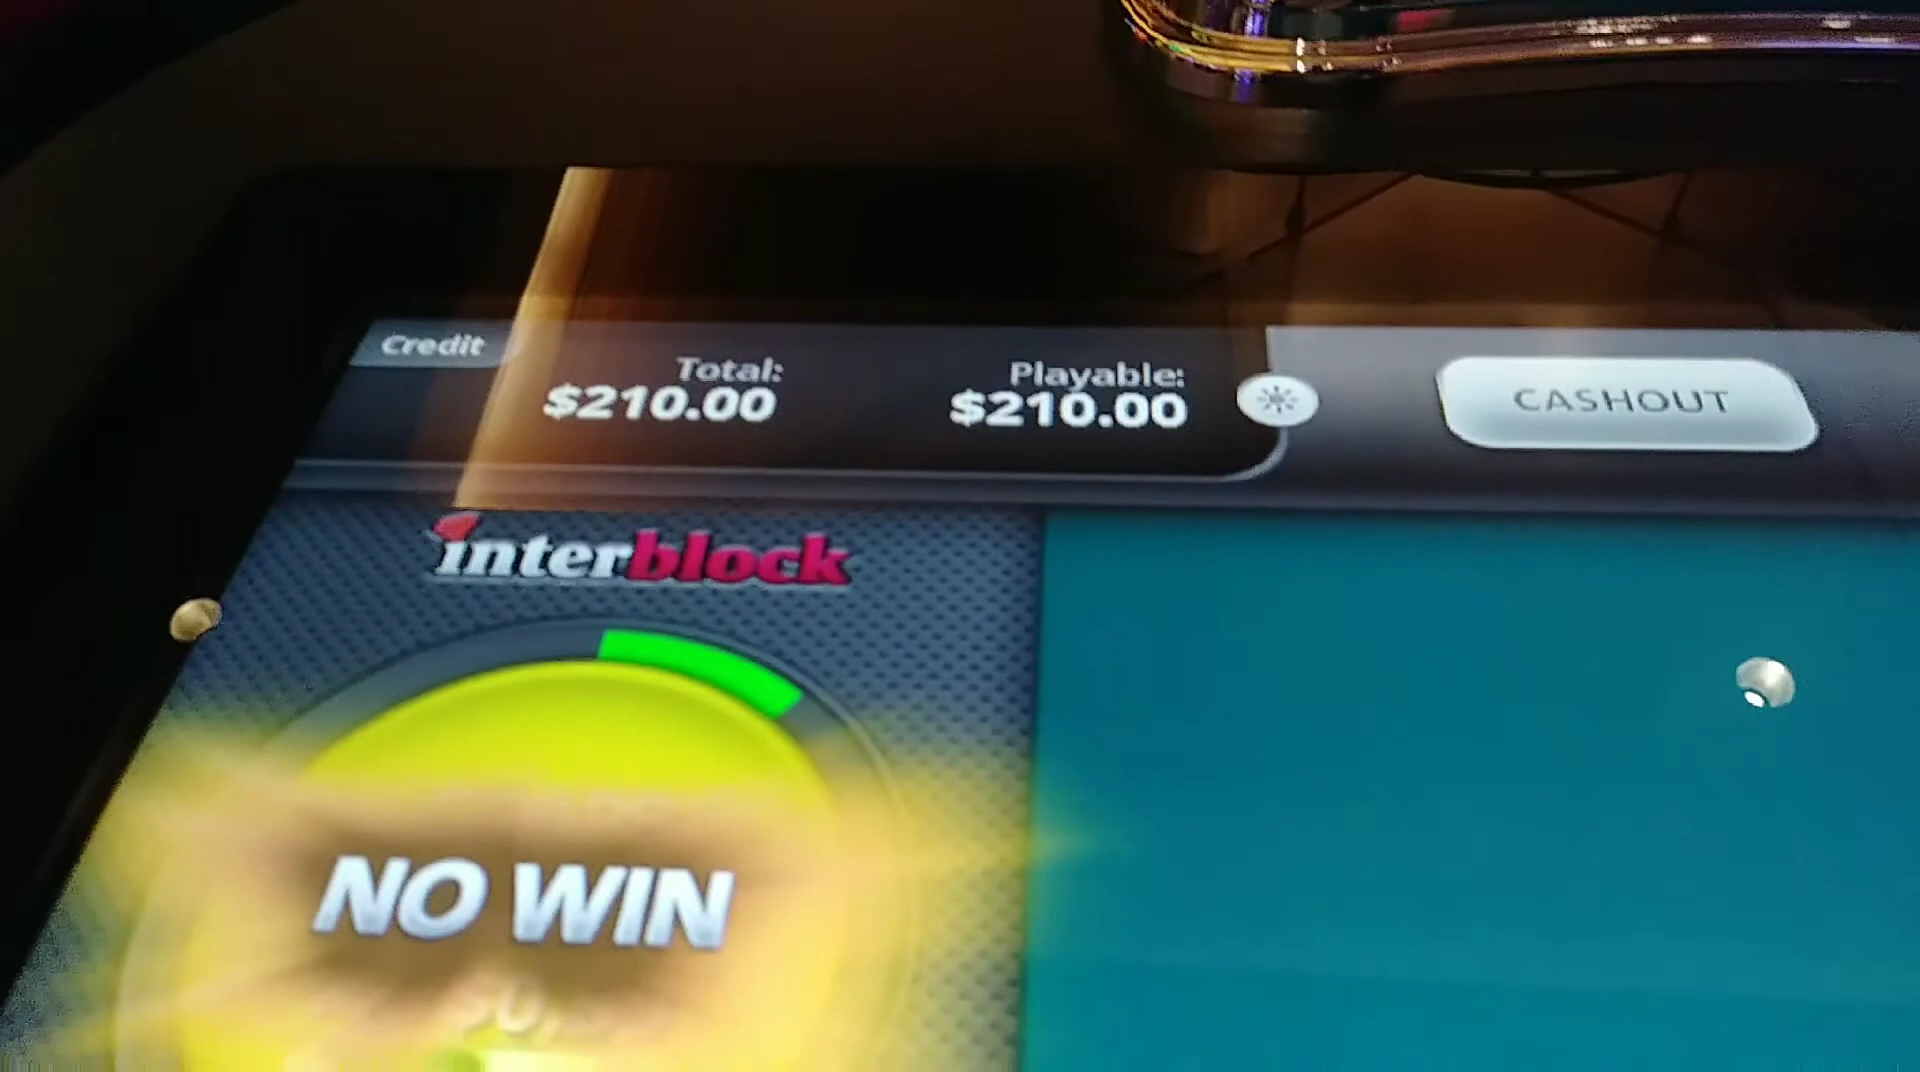 Credit
Total:
$210.00
Playable:
$210.00
CASHOUT
interblock
NO WIN